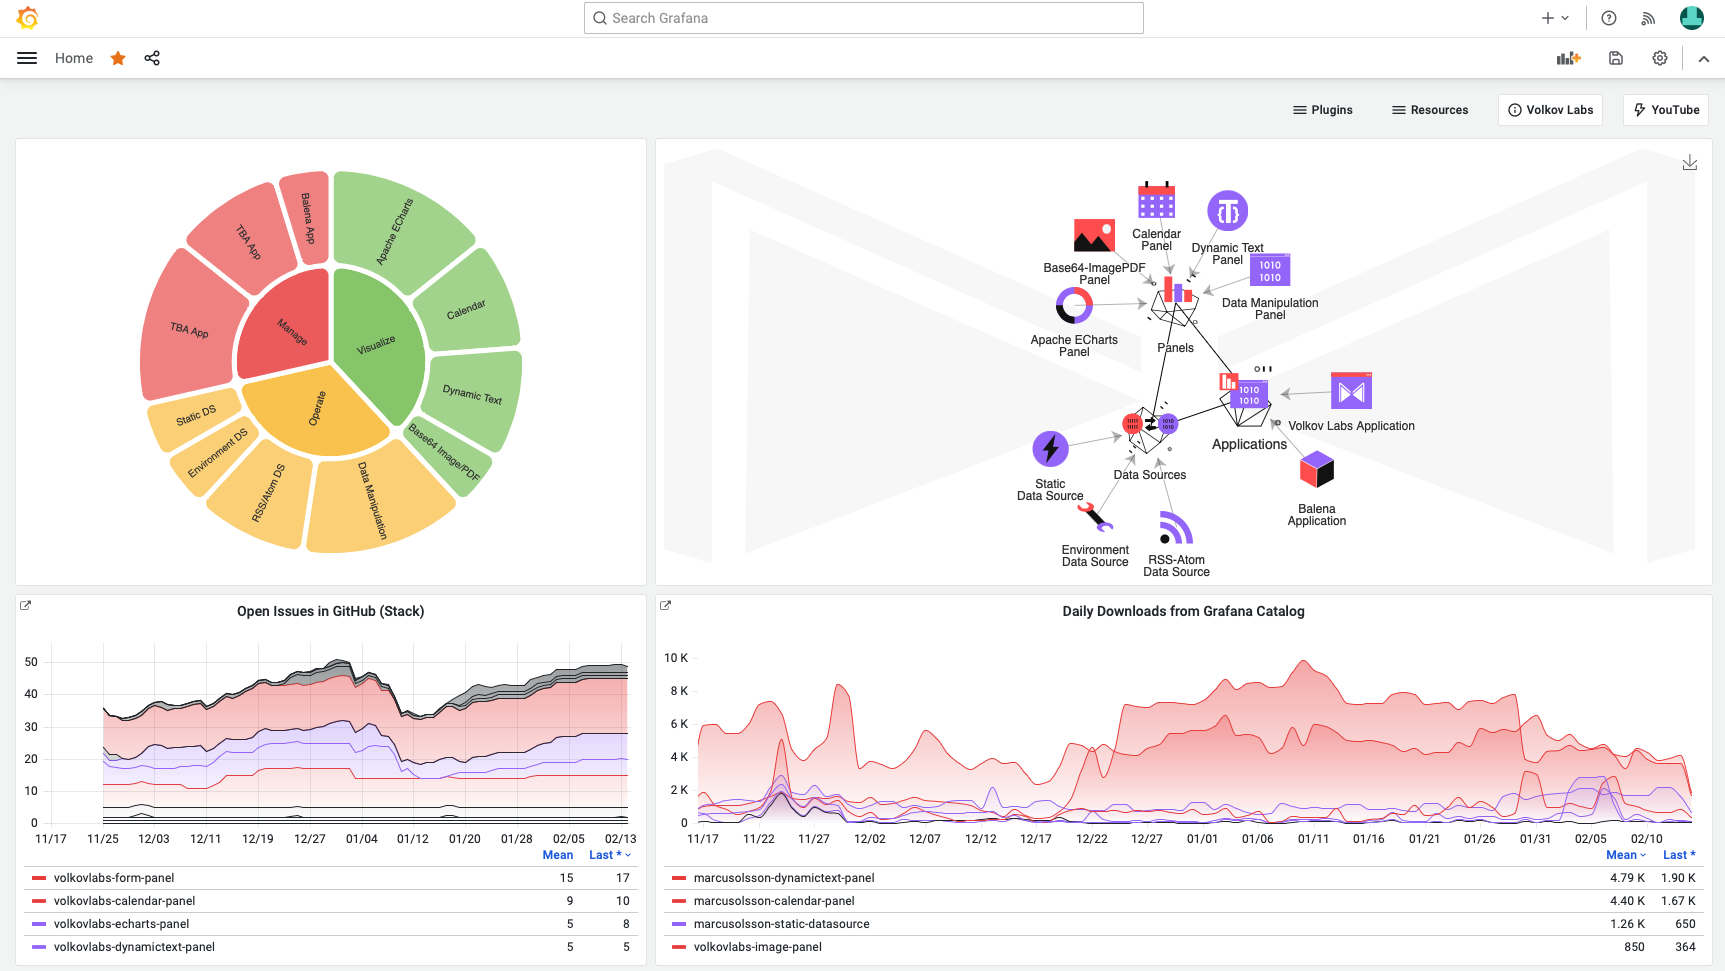 Search Grafana
Home
Plugins
Resources
Volkov Labs
YouTube
Balena App
Apache ECharts
TBA App
Calendar
TBA App
Manage
Visualize
Dynamic Text
Operate
Static DS
Environment DS
Base64 Image/PDF
RSS/Atom DS
Data Manipulation
Calendar
Panel
Dynamic Text
Panel
Base64-ImagePDF
Panel
1010
1010
Data Manipulation
Panel
Apache ECharts
Panel
Panels
1010
1010
Volkov Labs Application
Applications
Data Sources
Static
Data Source
Balena
Application
Environment
Data Source
RSS-Atom
Data Source
Open Issues in GitHub (Stack)
50
40
30
20
10
0
11/17 11/25 12/03 12/11 12/19 12/27 01/04 01/12 01/20 01/28 02/05 02/13
Mean Last *
volkovlabs-form-panel 15 17
volkovlabs-calendar-panel 9 10
volkovlabs-echarts-panel 5 8
volkovlabs-dynamictext-panel 5 5
Daily Downloads from Grafana Catalog
10 K
8 K
6 K
4 K
2 K
0
11/17 11/22 11/27 12/02 12/07 12/12 12/17 12/22 12/27 01/01 01/06 01/11 01/16 01/21 01/26 01/31 02/05 02/10
Mean Last *
marcusolsson-dynamictext-panel 4.79 K 1.90 K
marcusolsson-calendar-panel 4.40 K 1.67 K
marcusolsson-static-datasource 1.26 K 650
volkovlabs-image-panel 850 364